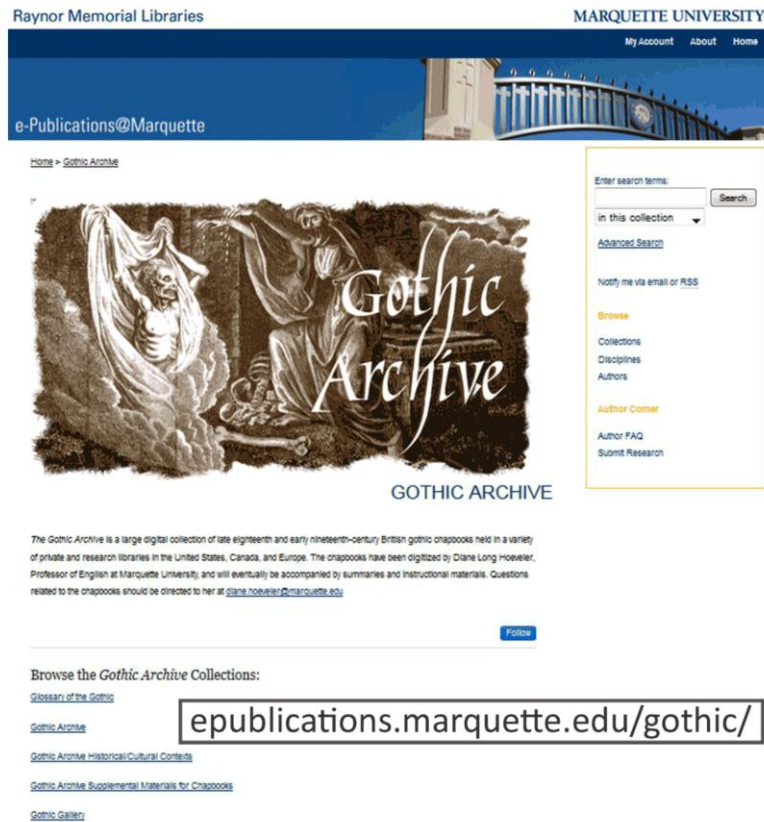 Raynor Memorial Libraries
MARQUETTE UNIVERSITY
My Account About Home
e-Publications@Marquette
Home > Gothic Archive
Gothic
Archive
GOTHIC ARCHIVE
The Gothic Archive is a large digital collection of late eighteenth and early nineteenth-century British gothic chapbooks held in a variety
of private and research libraries in the United States, Canada, and Europe. The chapbooks have been digitized by Diane Long Hoeveler,
Professor of English at Marquette University, and will eventually be accompanied by summaries and instructional materials. Questions
related to the chapbooks should be directed to her at diane.hoeveler@marquette.edu
Follow
Browse the Gothic Archive Collections:
Glossary of the Gothic
Gothic Archive
Gothic Archive Historical/Cultural Contexts
Gothic Archive Supplemental Materials for Chapbooks
Gothic Gallery
epublications.marquette.edu/gothic/
Enter search terms:
Search
in this collection
Advanced Search
Notify me via email or RSS
Browse
Collections
Disciplines
Authors
Author Corner
Author FAQ
Submit Research